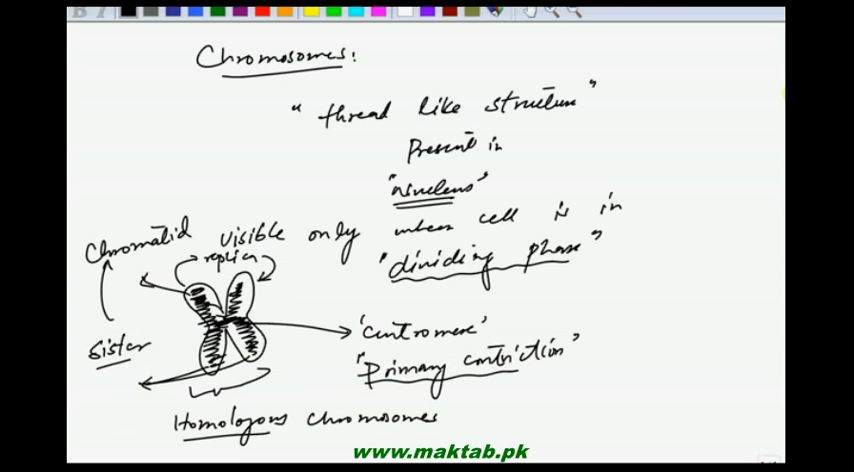 Chromosomes:
" thread like structure "
Present in
"nucleus"
visible only when cell is in
"dividing phase"
Chromatid
replica
Sister
'Centromere'
"Primary contriction"
Homologous chromosomes
www.maktab.pk